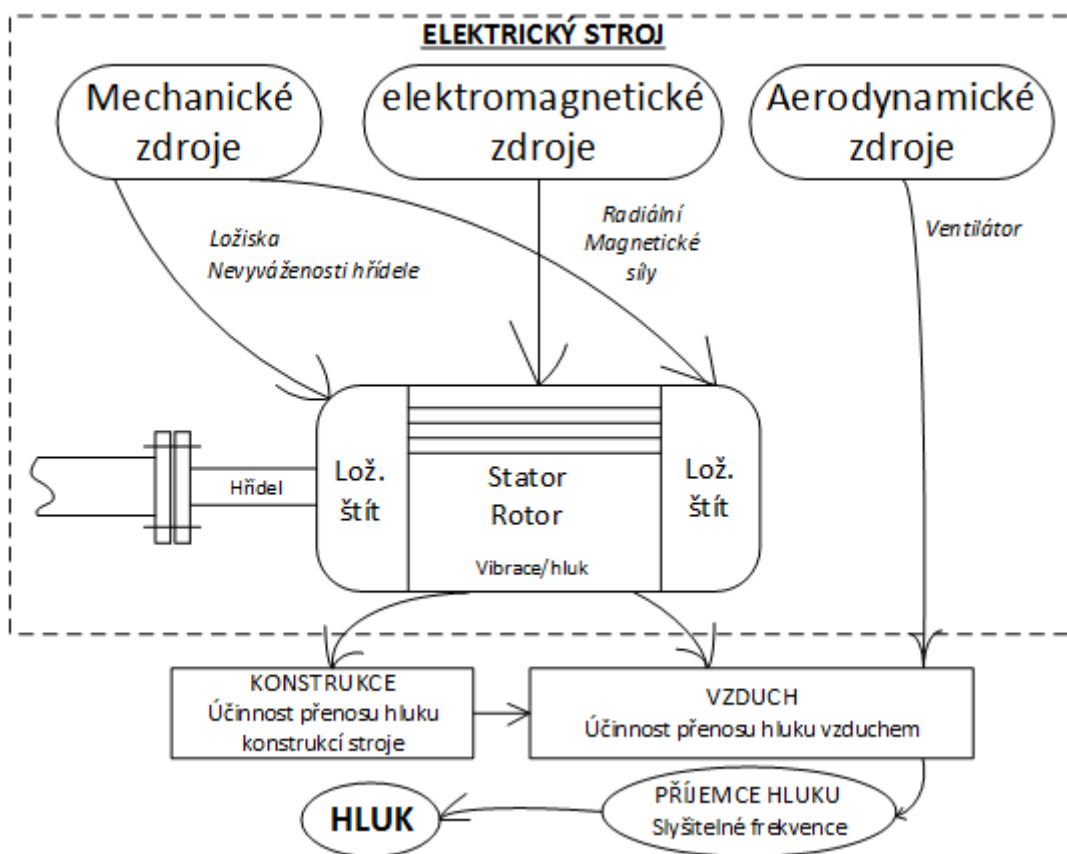 ELEKTRICKÝ STROJ
Mechanické
zdroje
elektromagnetické
zdroje
Aerodynamické
zdroje
Ložiska
Nevyváženosti hřídele
Radiální
Magnetické
síly
Ventilátor
Hřídel
Lož.
štít
Stator
Rotor
Vibrace/hluk
Lož.
štít
KONSTRUKCE
Účinnost přenosu hluku
konstrukcí stroje
VZDUCH
Účinnost přenosu hluku vzduchem
HLUK
PŘÍJEMCE HLUKU
Slyšitelné frekvence